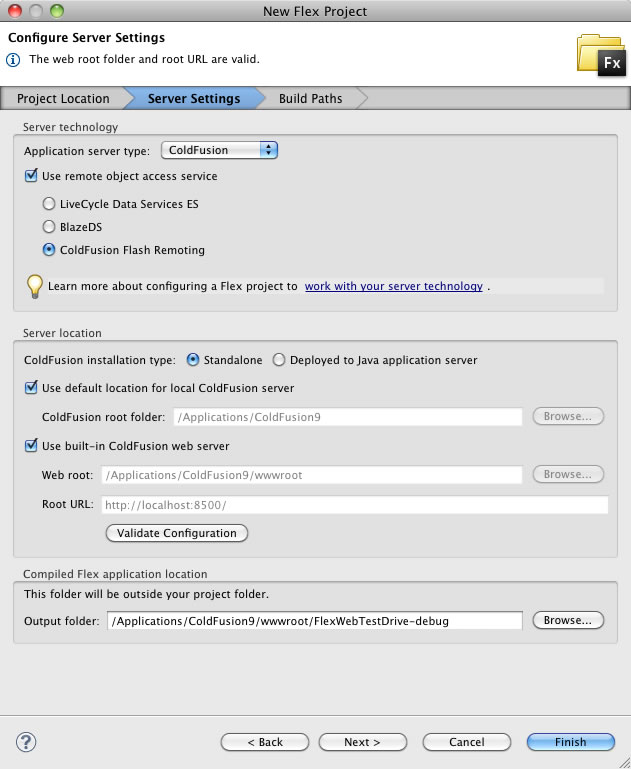 New Flex Project
Configure Server Settings
The web root folder and root URL are valid.
Fx
Project Location Server Settings Build Paths
Server technology
Application server type: ColdFusion
Use remote object access service
LiveCycle Data Services ES
BlazeDS
ColdFusion Flash Remoting
Learn more about configuring a Flex project to work with your server technology .
Server location
ColdFusion installation type: Standalone Deployed to Java application server
Use default location for local ColdFusion server
ColdFusion root folder: /Applications/ColdFusion9 Browse...
Use built-in ColdFusion web server
Web root: /Applications/ColdFusion9/wwwroot Browse...
Root URL: http://localhost:8500/
Validate Configuration
Compiled Flex application location
This folder will be outside your project folder.
Output folder: /Applications/ColdFusion9/wwwroot/FlexWebTestDrive-debug Browse...
? < Back Next > Cancel Finish